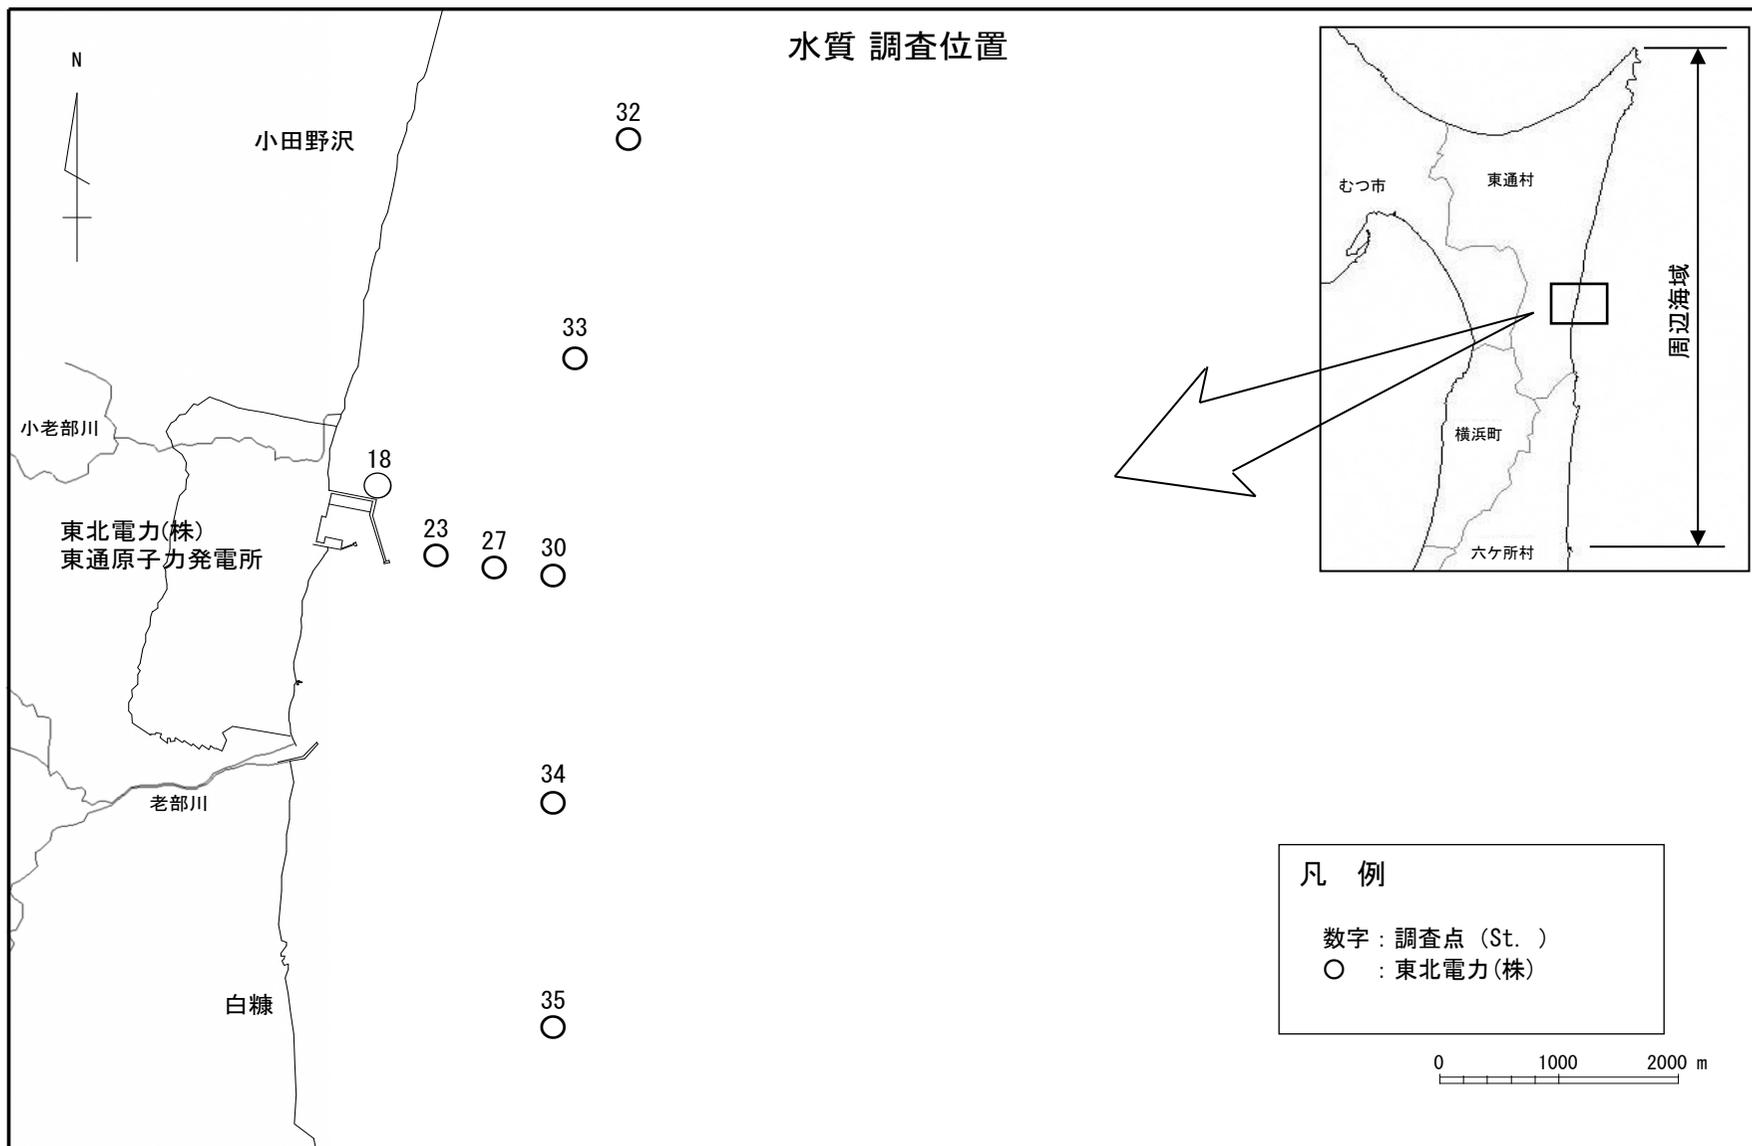 水質 調査位置
N
小田野沢
32
33
小老部川
18
東北電力(株)
東通原子力発電所
23
27
30
34
老部川
白糠
35
むつ市
東通村
横浜町
六ケ所村
周辺海域
凡 例
数字 : 調査点 (St. )
○ : 東北電力(株)
0 1000 2000 m